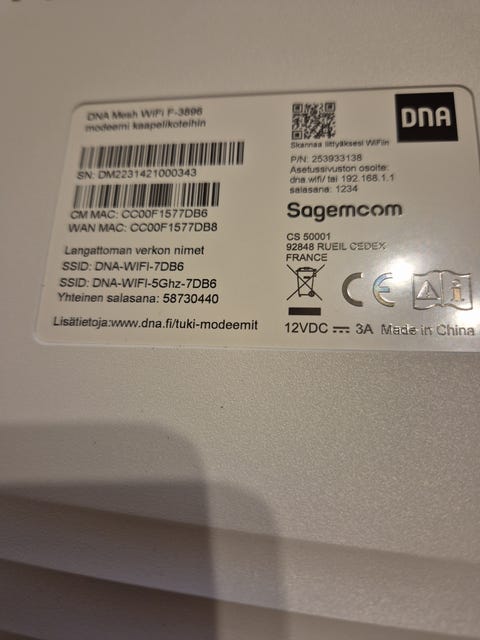 DNA Mesh WiFi F-3896
modeemi kaapelikoteihin
SN: DM2231421000343
CM MAC: CC00F1577DB6
WAN MAC: CC00F1577DB8
Langattoman verkon nimet
SSID: DNA-WIFI-7DB6
SSID: DNA-WIFI-5Ghz-7DB6
Yhteinen salasana: 58730440
Lisätietoja:www.dna.fi/tuki-modeemit
DNA
Skannaa liittyäksesi WiFiin
P/N: 253933138
Asetussivuston osoite:
dna.wifi/ tai 192.168.1.1
salasana: 1234
Sagemcom
CS 50001
92848 RUEIL CEDEX
FRANCE
CE
12VDC ⎓ 3A Made in China